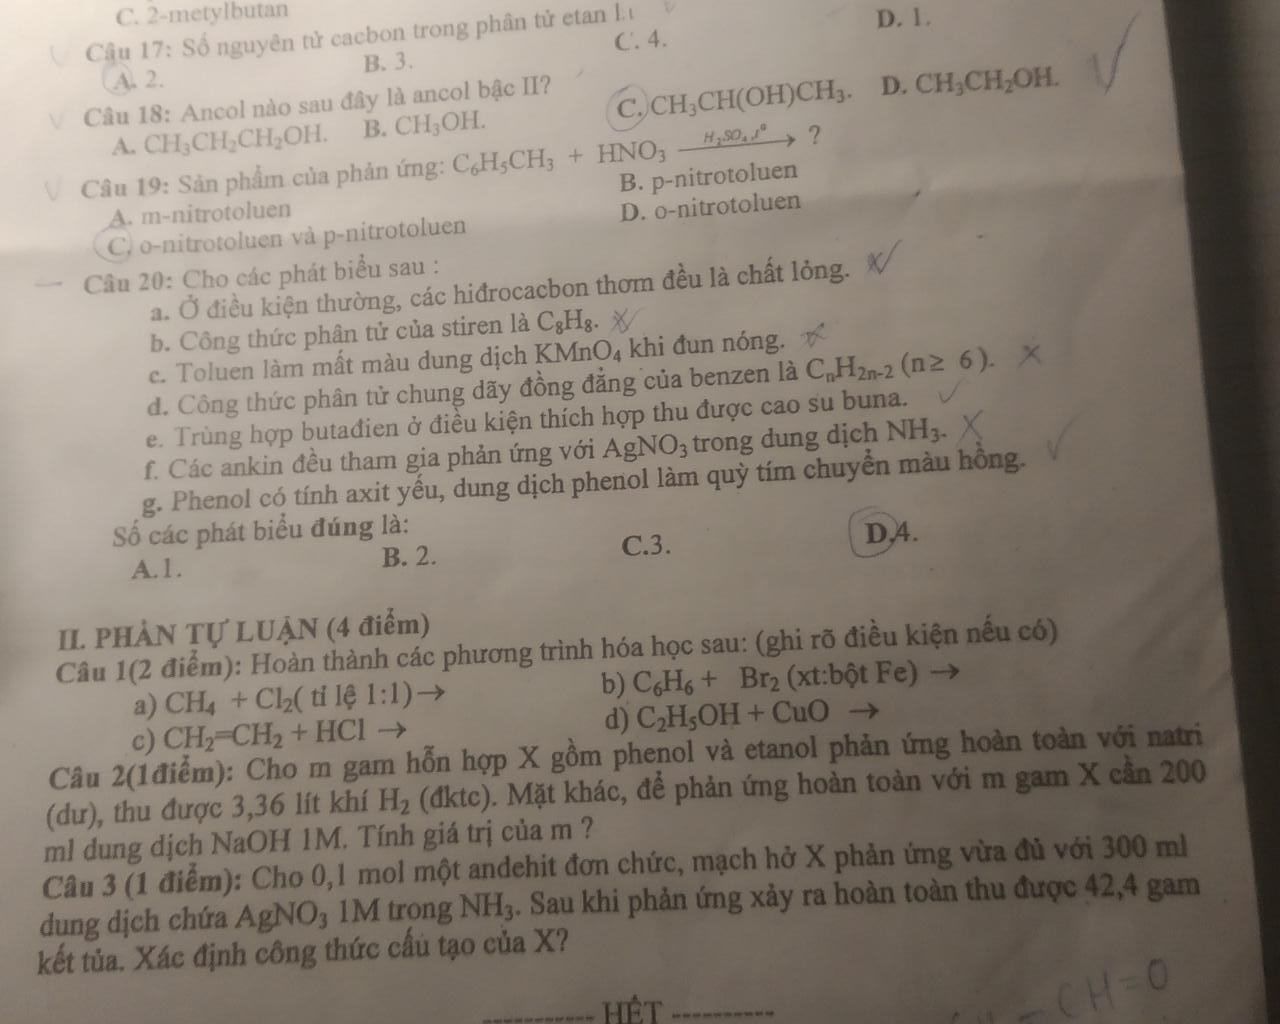 C. 2-metylbutan
Câu 17: Số nguyên tử cacbon trong phân tử etan là
A. 2. B. 3. C. 4. D. 1.
Câu 18: Ancol nào sau đây là ancol bậc II?
A. CH₃CH₂CH₂OH. B. CH₃OH. C. CH₃CH(OH)CH₃. D. CH₃CH₂OH.
Câu 19: Sản phẩm của phản ứng: C₆H₅CH₃ + HNO₃ H₂SO₄,t⁰ → ?
A. m-nitrotoluen B. p-nitrotoluen
C. o-nitrotoluen và p-nitrotoluen D. o-nitrotoluen
Câu 20: Cho các phát biểu sau :
a. Ở điều kiện thường, các hiđrocacbon thơm đều là chất lỏng.
b. Công thức phân tử của stiren là C₈H₈.
c. Toluen làm mất màu dung dịch KMnO₄ khi đun nóng.
d. Công thức phân tử chung dãy đồng đẳng của benzen là CₙH₂ₙ₋₂ (n≥ 6).
e. Trùng hợp butađien ở điều kiện thích hợp thu được cao su buna.
f. Các ankin đều tham gia phản ứng với AgNO₃ trong dung dịch NH₃.
g. Phenol có tính axit yếu, dung dịch phenol làm quỳ tím chuyển màu hồng.
Số các phát biểu đúng là:
A.1. B. 2. C.3. D.4.
II. PHẦN TỰ LUẬN (4 điểm)
Câu 1(2 điểm): Hoàn thành các phương trình hóa học sau: (ghi rõ điều kiện nếu có)
a) CH₄ + Cl₂( tỉ lệ 1:1)→ b) C₆H₆ + Br₂ (xt:bột Fe) →
c) CH₂=CH₂ + HCl → d) C₂H₅OH + CuO →
Câu 2(1điểm): Cho m gam hỗn hợp X gồm phenol và etanol phản ứng hoàn toàn với natri
(dư), thu được 3,36 lít khí H₂ (đktc). Mặt khác, để phản ứng hoàn toàn với m gam X cần 200
ml dung dịch NaOH 1M. Tính giá trị của m ?
Câu 3 (1 điểm): Cho 0,1 mol một andehit đơn chức, mạch hở X phản ứng vừa đủ với 300 ml
dung dịch chứa AgNO₃ 1M trong NH₃. Sau khi phản ứng xảy ra hoàn toàn thu được 42,4 gam
kết tủa. Xác định công thức cấu tạo của X?
----------- HẾT -----------
- CH=O